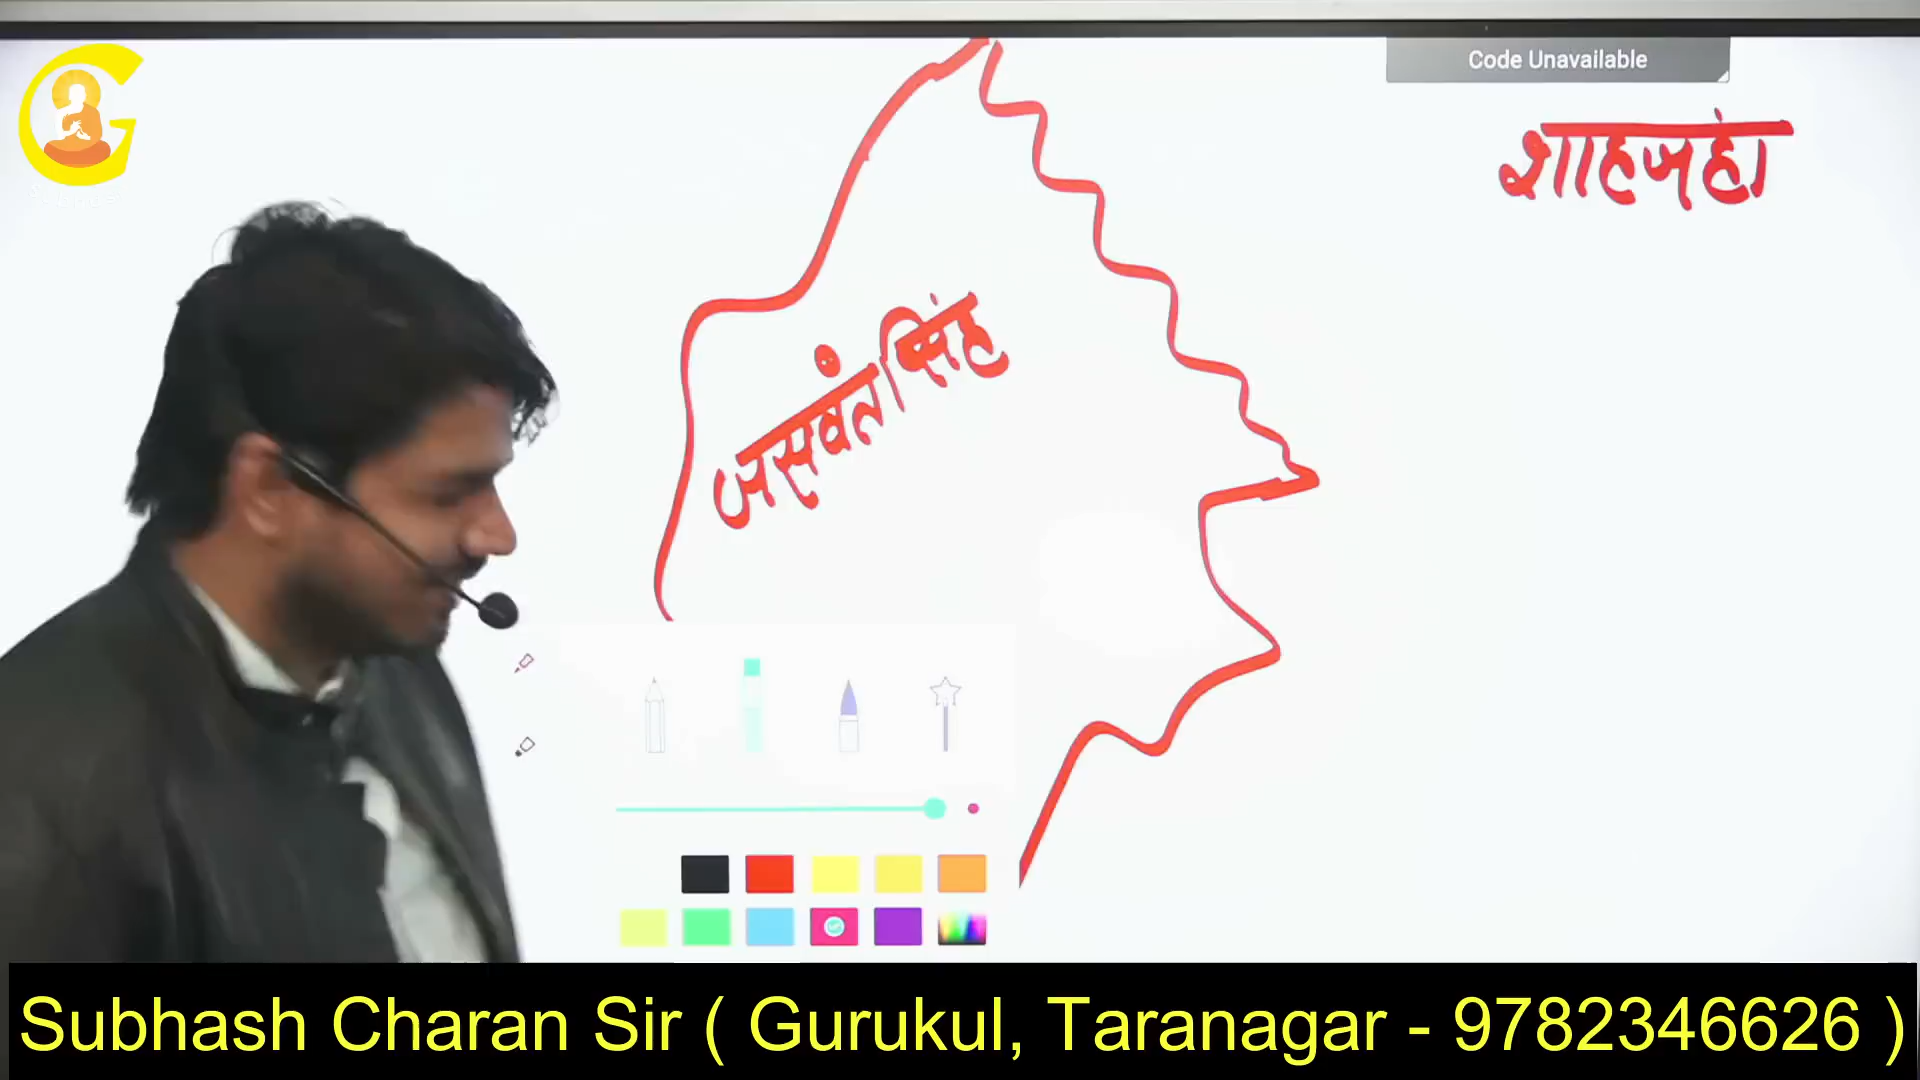 Code Unavailable
शाहजहां
जसवंत सिंह
Subhash Charan Sir ( Gurukul, Taranagar - 9782346626 )